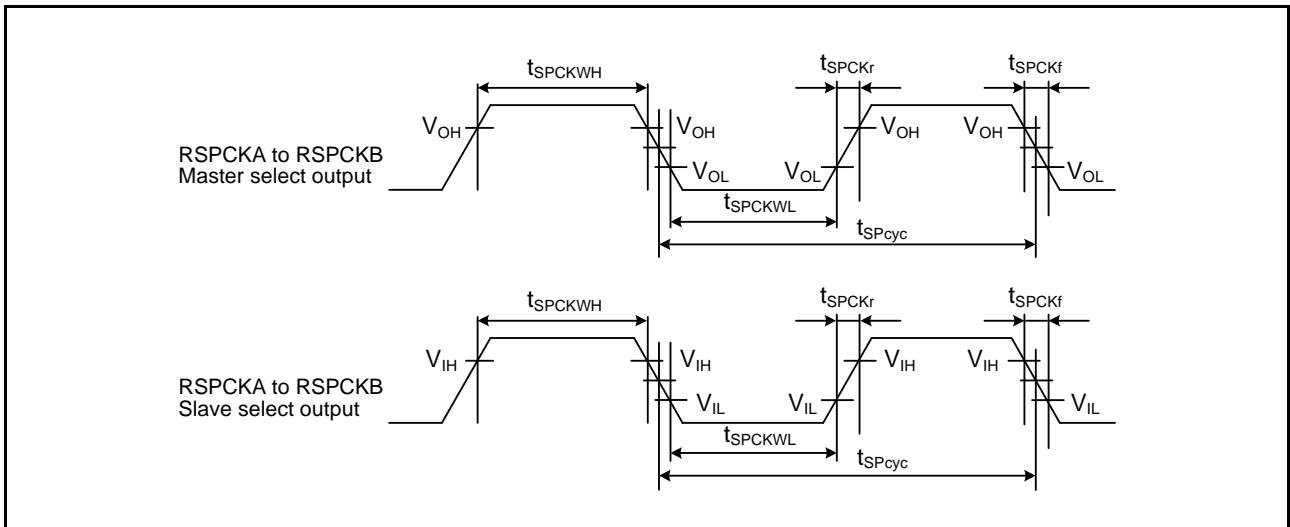 tSPCKWH tSPCKr tSPCKf
VOH VOH VOH VOH
RSPCKA to RSPCKB
Master select output
VOL VOL VOL
tSPCKWL
tSPcyc
tSPCKWH tSPCKr tSPCKf
VIH VIH VIH VIH
RSPCKA to RSPCKB
Slave select output
VIL VIL VIL
tSPCKWL
tSPcyc